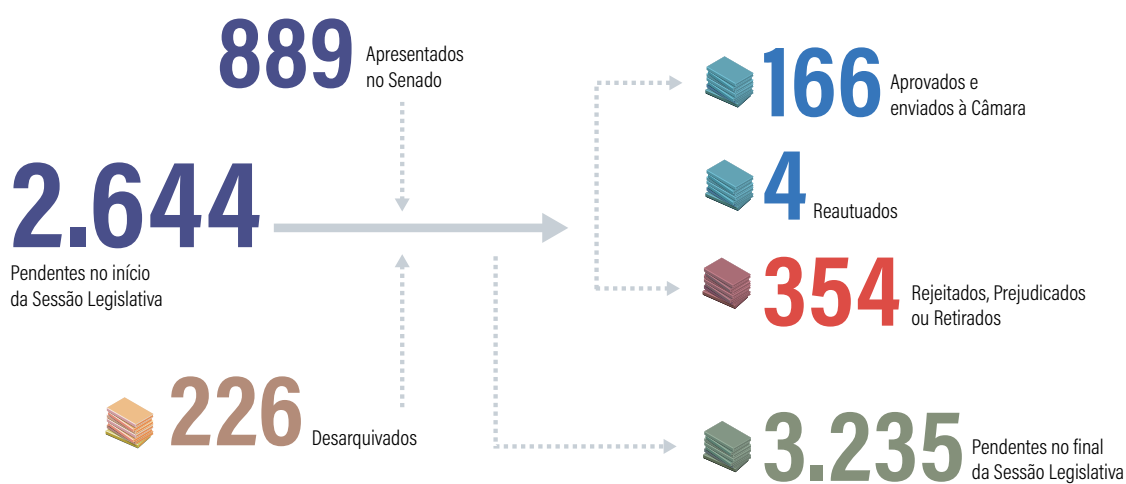 889
Apresentados
no Senado
2.644
Pendentes no início
da Sessão Legislativa
226
Desarquivados
166
Aprovados e
enviados à Câmara
4
Reautuados
354
Rejeitados, Prejudicados
ou Retirados
3.235
Pendentes no final
da Sessão Legislativa